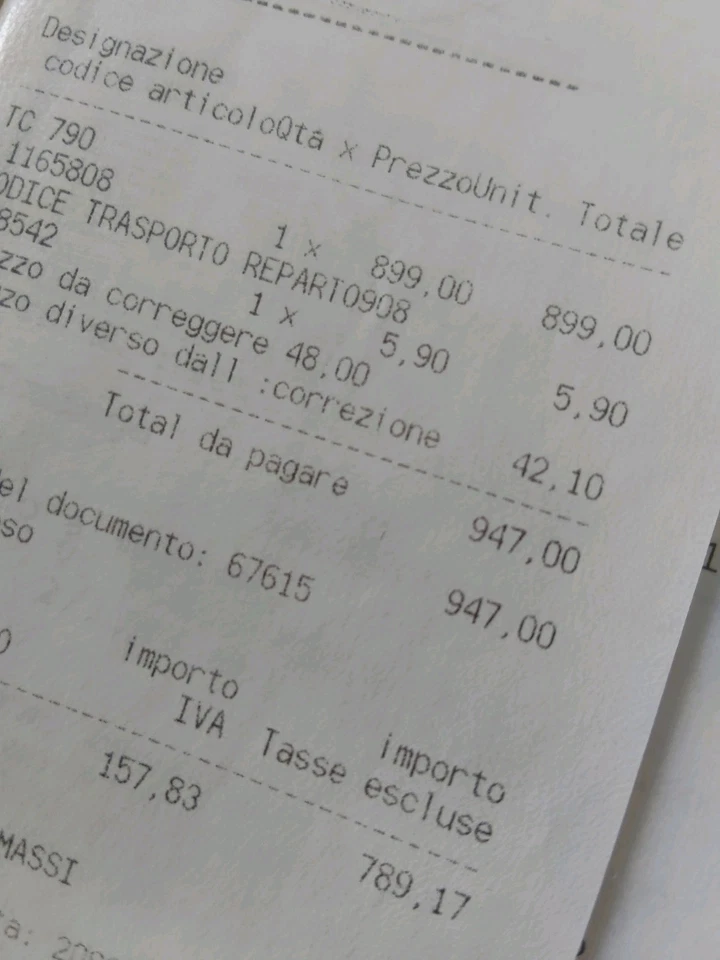 Designazione
codice articoloQtà x PrezzoUnit. Totale
TC 790
1165808
1 x 899,00 899,00
ODICE TRASPORTO REPARTO908
8542
1 x 5,90 5,90
zzo da correggere 48,00
zo diverso dall :correzione 42,10
Total da pagare 947,00
el documento: 67615
so 947,00
importo importo
IVA Tasse escluse
157,83 789,17
MASSI